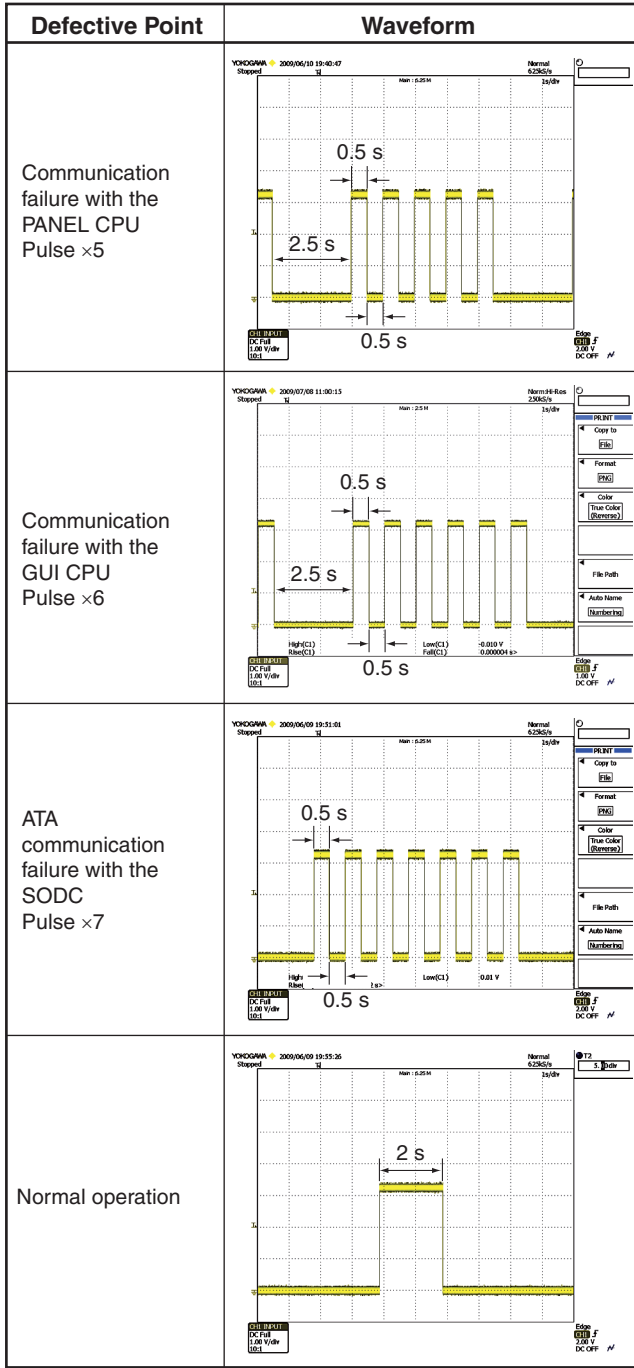 Defective Point
Waveform
Communication
failure with the
PANEL CPU
Pulse ×5
YOKOGAWA 2009/06/10 19:40:47
Stopped
Normal
625kS/s
1s/div
Main : 6.25 M
0.5 s
2.5 s
0.5 s
CH1 INPUT
DC Full
1.00 V/div
10:1
Edge
CH1
2.00 V
DC OFF
Communication
failure with the
GUI CPU
Pulse ×6
YOKOGAWA 2009/07/08 11:00:15
Stopped
Norm:Hi-Res
250kS/s
1s/div
Main : 2.5 M
PRINT
Copy to
File
Format
PNG
Color
True Color
(Reverse)
File Path
Auto Name
Numbering
0.5 s
2.5 s
High(C1)
Rise(C1)
Low(C1) -0.010 V
Fall(C1) 0.000004 s>
0.5 s
CH1 INPUT
DC Full
1.00 V/div
10:1
Edge
CH1
1.00 V
DC OFF
ATA
communication
failure with the
SODC
Pulse ×7
YOKOGAWA 2009/06/09 19:51:01
Stopped
Normal
625kS/s
1s/div
Main : 6.25 M
PRINT
Copy to
File
Format
PNG
Color
True Color
(Reverse)
File Path
Auto Name
Numbering
0.5 s
Low(C1) 0.01 V
0.5 s
CH1 INPUT
DC Full
1.00 V/div
10:1
Edge
CH1
2.00 V
DC OFF
Normal operation
YOKOGAWA 2009/06/09 19:55:26
Stopped
Normal
625kS/s
1s/div
Main : 6.25 M
T2
2 s
CH1 INPUT
DC Full
1.00 V/div
10:1
Edge
CH1
2.00 V
DC OFF